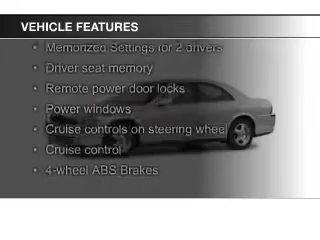 VEHICLE FEATURES
• Memorized Settings for 2 drivers
• Driver seat memory
• Remote power door locks
• Power windows
• Cruise controls on steering wheel
• Cruise control
• 4-wheel ABS Brakes